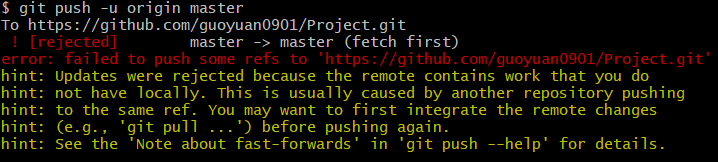 $ git push -u origin master
To https://github.com/guoyuan0901/Project.git
 ! [rejected]        master -> master (fetch first)
error: failed to push some refs to 'https://github.com/guoyuan0901/Project.git'
hint: Updates were rejected because the remote contains work that you do
hint: not have locally. This is usually caused by another repository pushing
hint: to the same ref. You may want to first integrate the remote changes
hint: (e.g., 'git pull ...') before pushing again.
hint: See the 'Note about fast-forwards' in 'git push --help' for details.